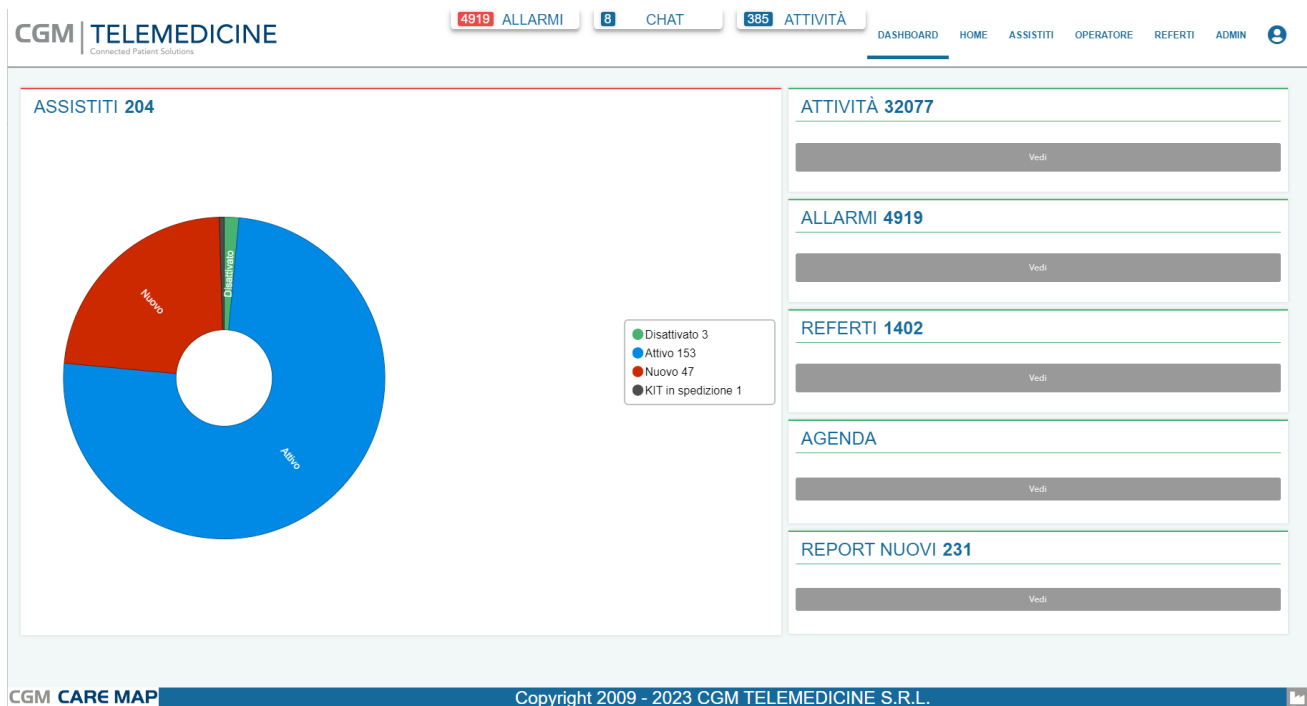 CGM TELEMEDICINE
Connected Patient Solutions
4919 ALLARMI
8 CHAT
385 ATTIVITÀ
DASHBOARD HOME ASSISTITI OPERATORE REFERTI ADMIN
ASSISTITI 204
Disattivato
Nuovo
Attivo
Disattivato 3
Attivo 153
Nuovo 47
KIT in spedizione 1
ATTIVITÀ 32077
Vedi
ALLARMI 4919
Vedi
REFERTI 1402
Vedi
AGENDA
Vedi
REPORT NUOVI 231
Vedi
CGM CARE MAP
Copyright 2009 - 2023 CGM TELEMEDICINE S.R.L.